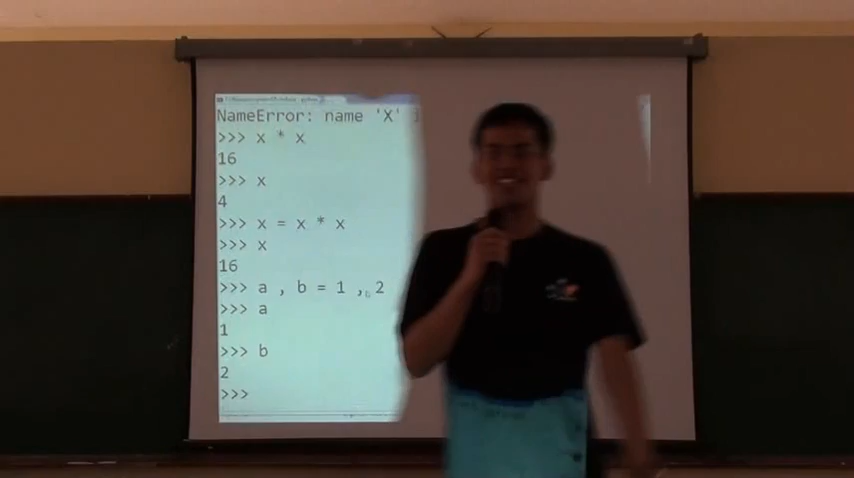 NameError: name 'X'
>>> x * x
16
>>> x
4
>>> x = x * x
>>> x
16
>>> a , b = 1 , 2
>>> a
1
>>> b
2
>>>